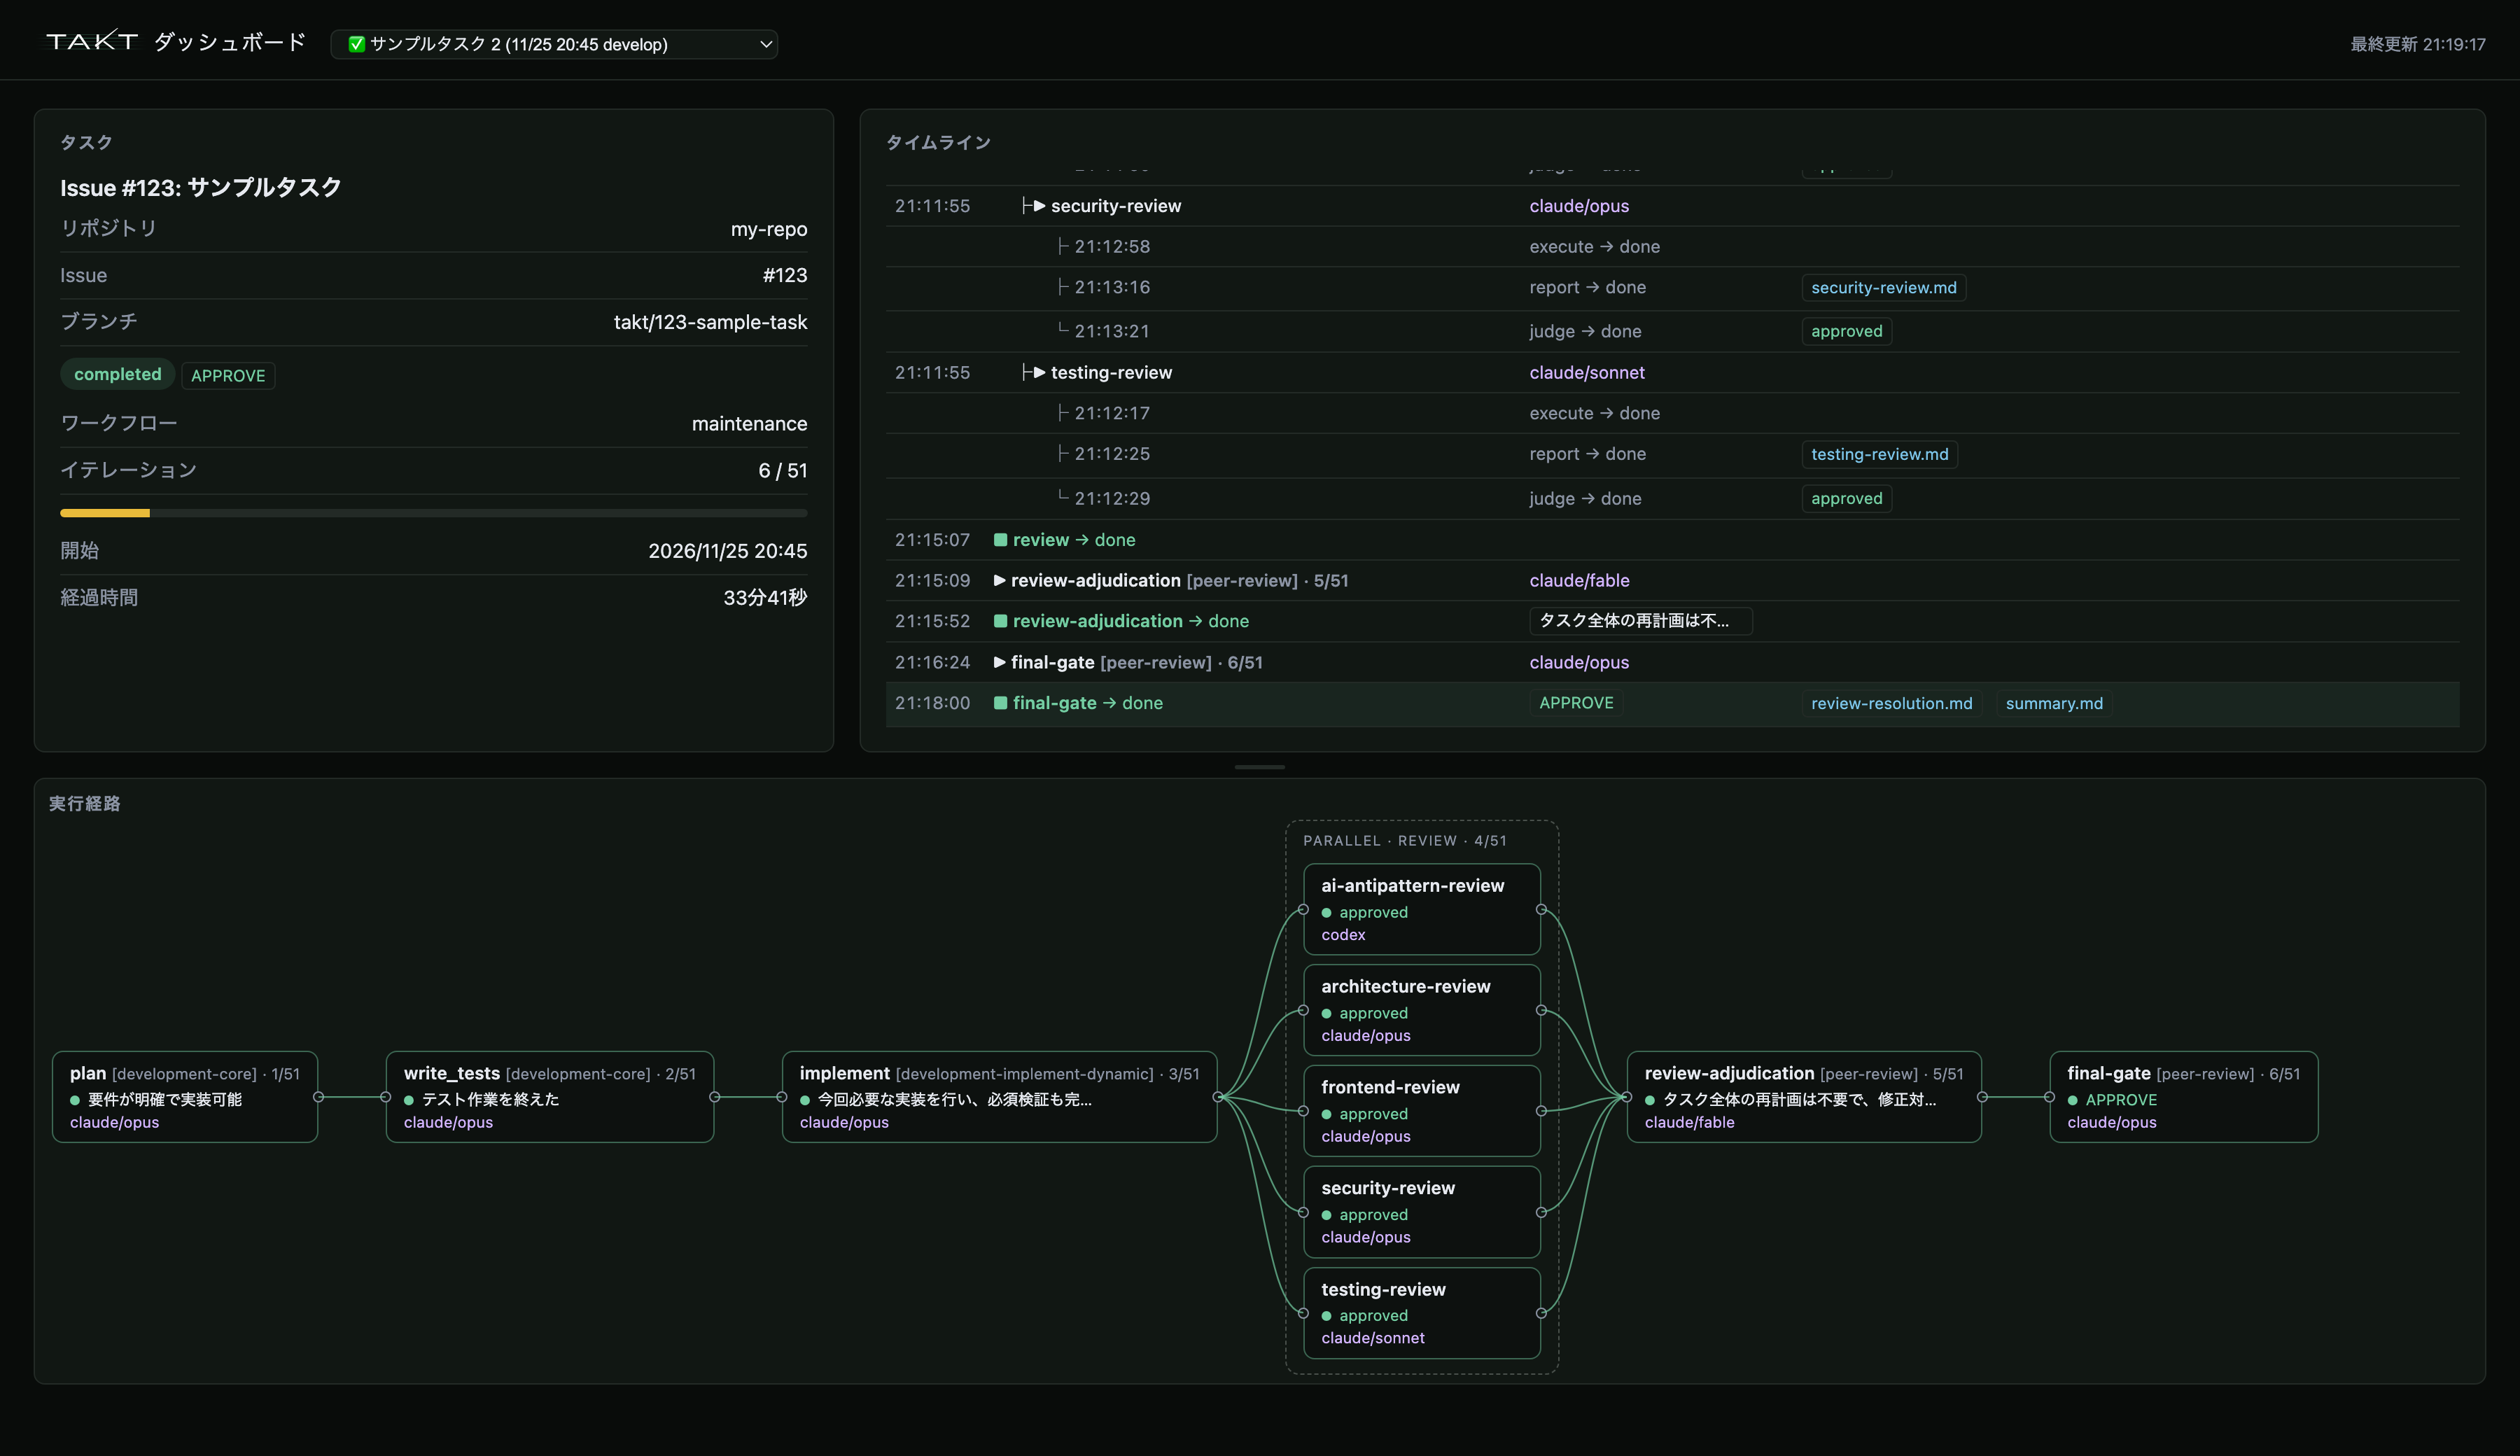 TAKT ダッシュボード
✅ サンプルタスク 2 (11/25 20:45 develop)
最終更新 21:19:17
タスク
Issue #123: サンプルタスク
リポジトリ my-repo
Issue #123
ブランチ takt/123-sample-task
completed APPROVE
ワークフロー maintenance
イテレーション 6 / 51
開始 2026/11/25 20:45
経過時間 33分41秒
タイムライン
21:11:55 ├▶ security-review claude/opus
├ 21:12:58 execute → done
├ 21:13:16 report → done security-review.md
└ 21:13:21 judge → done approved
21:11:55 ├▶ testing-review claude/sonnet
├ 21:12:17 execute → done
├ 21:12:25 report → done testing-review.md
└ 21:12:29 judge → done approved
21:15:07 ■ review → done
21:15:09 ▶ review-adjudication [peer-review] · 5/51 claude/fable
21:15:52 ■ review-adjudication → done タスク全体の再計画は不...
21:16:24 ▶ final-gate [peer-review] · 6/51 claude/opus
21:18:00 ■ final-gate → done APPROVE review-resolution.md summary.md
実行経路
plan [development-core] · 1/51
要件が明確で実装可能
claude/opus
write_tests [development-core] · 2/51
テスト作業を終えた
claude/opus
implement [development-implement-dynamic] · 3/51
今回必要な実装を行い、必須検証も完...
claude/opus
PARALLEL · REVIEW · 4/51
ai-antipattern-review
approved
codex
architecture-review
approved
claude/opus
frontend-review
approved
claude/opus
security-review
approved
claude/opus
testing-review
approved
claude/sonnet
review-adjudication [peer-review] · 5/51
タスク全体の再計画は不要で、修正対...
claude/fable
final-gate [peer-review] · 6/51
APPROVE
claude/opus